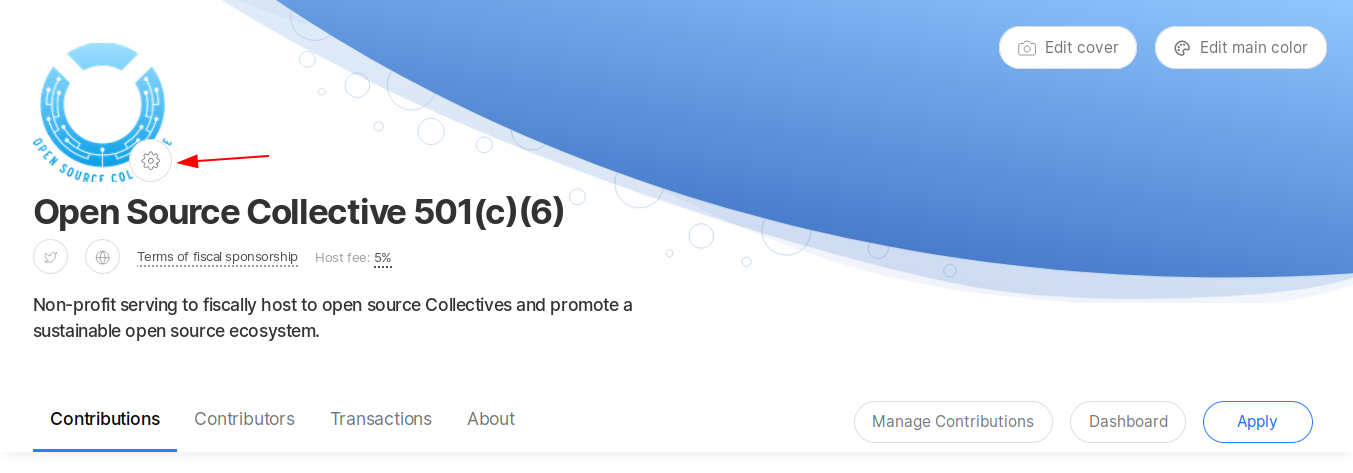 Edit cover
Edit main color
OPEN SOURCE COL
Open Source Collective 501(c)(6)
Terms of fiscal sponsorship Host fee: 5%
Non-profit serving to fiscally host to open source Collectives and promote a
sustainable open source ecosystem.
Contributions Contributors Transactions About
Manage Contributions Dashboard Apply